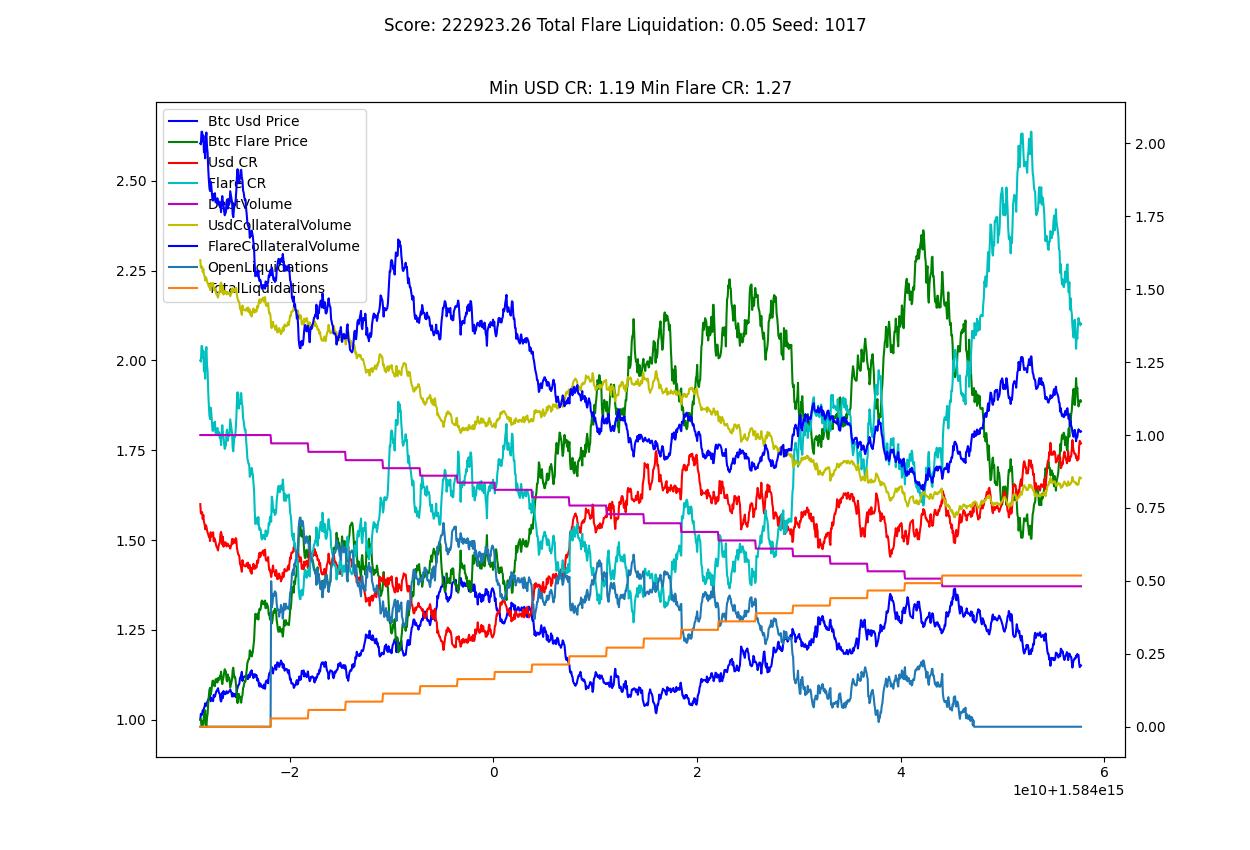 Score: 222923.26 Total Flare Liquidation: 0.05 Seed: 1017
Min USD CR: 1.19 Min Flare CR: 1.27
Btc Usd Price
Btc Flare Price
Usd CR
Flare CR
DebtVolume
UsdCollateralVolume
FlareCollateralVolume
OpenLiquidations
TotalLiquidations
2.50
2.25
2.00
1.75
1.50
1.25
1.00
2.00
1.75
1.50
1.25
1.00
0.75
0.50
0.25
0.00
−2
0
2
4
6
1e10+1.584e15